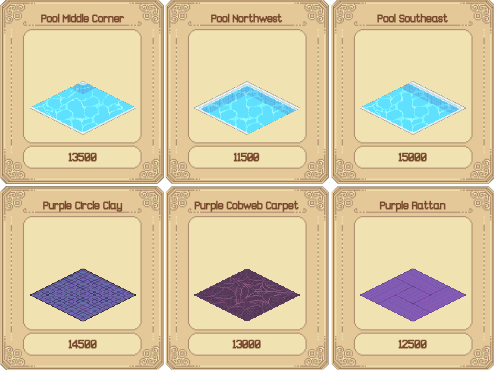 Pool Middle Corner
Pool Northwest
Pool Southeast
13500
11500
15000
Purple Circle Clay
Purple Cobweb Carpet
Purple Rattan
14500
13000
12500